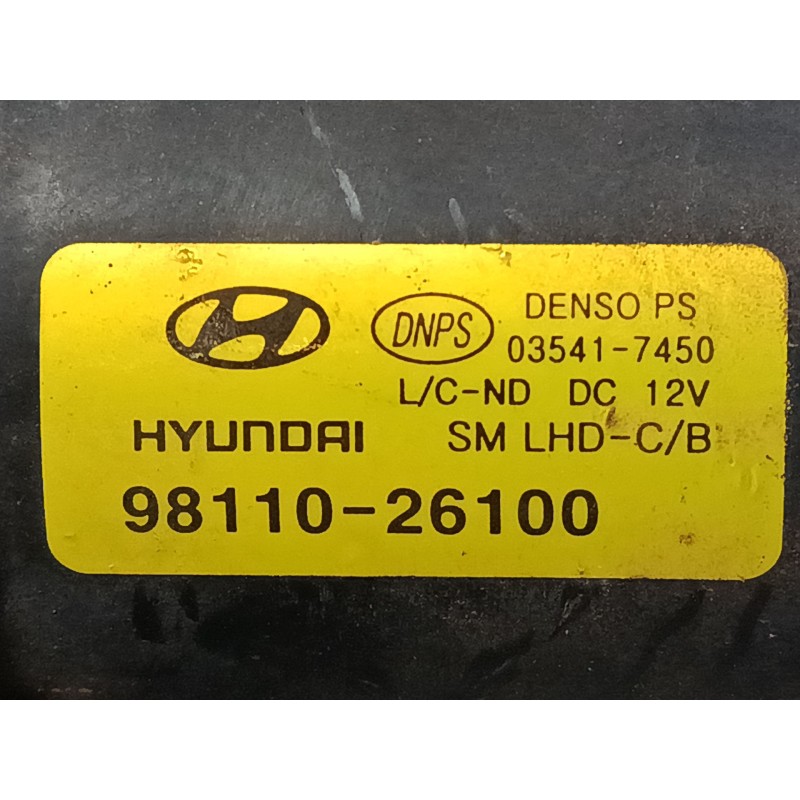 DNPS DENSO PS
03541-7450
L/C-ND DC 12V
HYUNDAI SM LHD-C/B
98110-26100